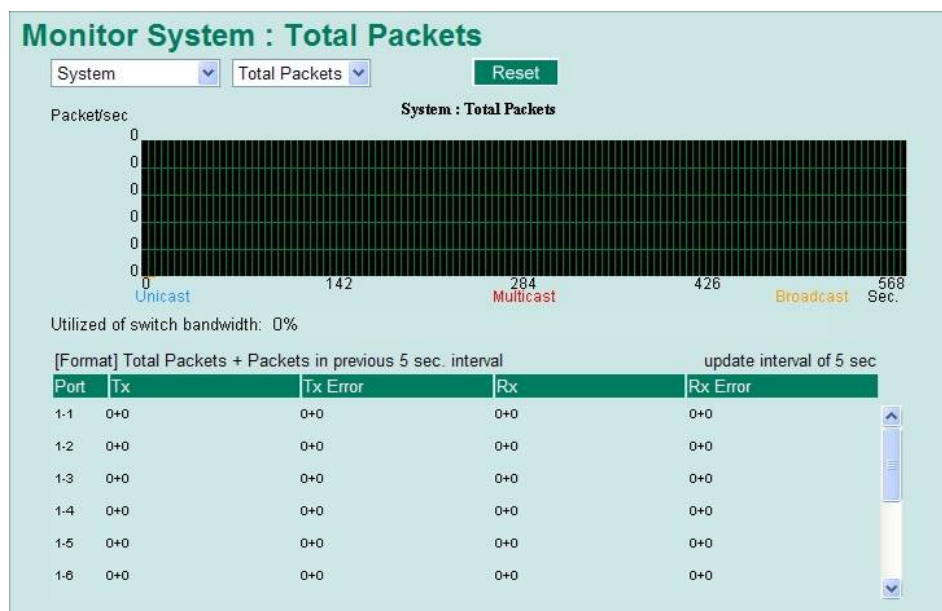 Monitor System : Total Packets
System Total Packets Reset
System : Total Packets
Packet/sec
0
0
0
0
0
0
0 142 284 426 568
Unicast Multicast Broadcast Sec.
Utilized of switch bandwidth: 0%
[Format] Total Packets + Packets in previous 5 sec. interval update interval of 5 sec
Port Tx Tx Error Rx Rx Error
1-1 0+0 0+0 0+0 0+0
1-2 0+0 0+0 0+0 0+0
1-3 0+0 0+0 0+0 0+0
1-4 0+0 0+0 0+0 0+0
1-5 0+0 0+0 0+0 0+0
1-6 0+0 0+0 0+0 0+0